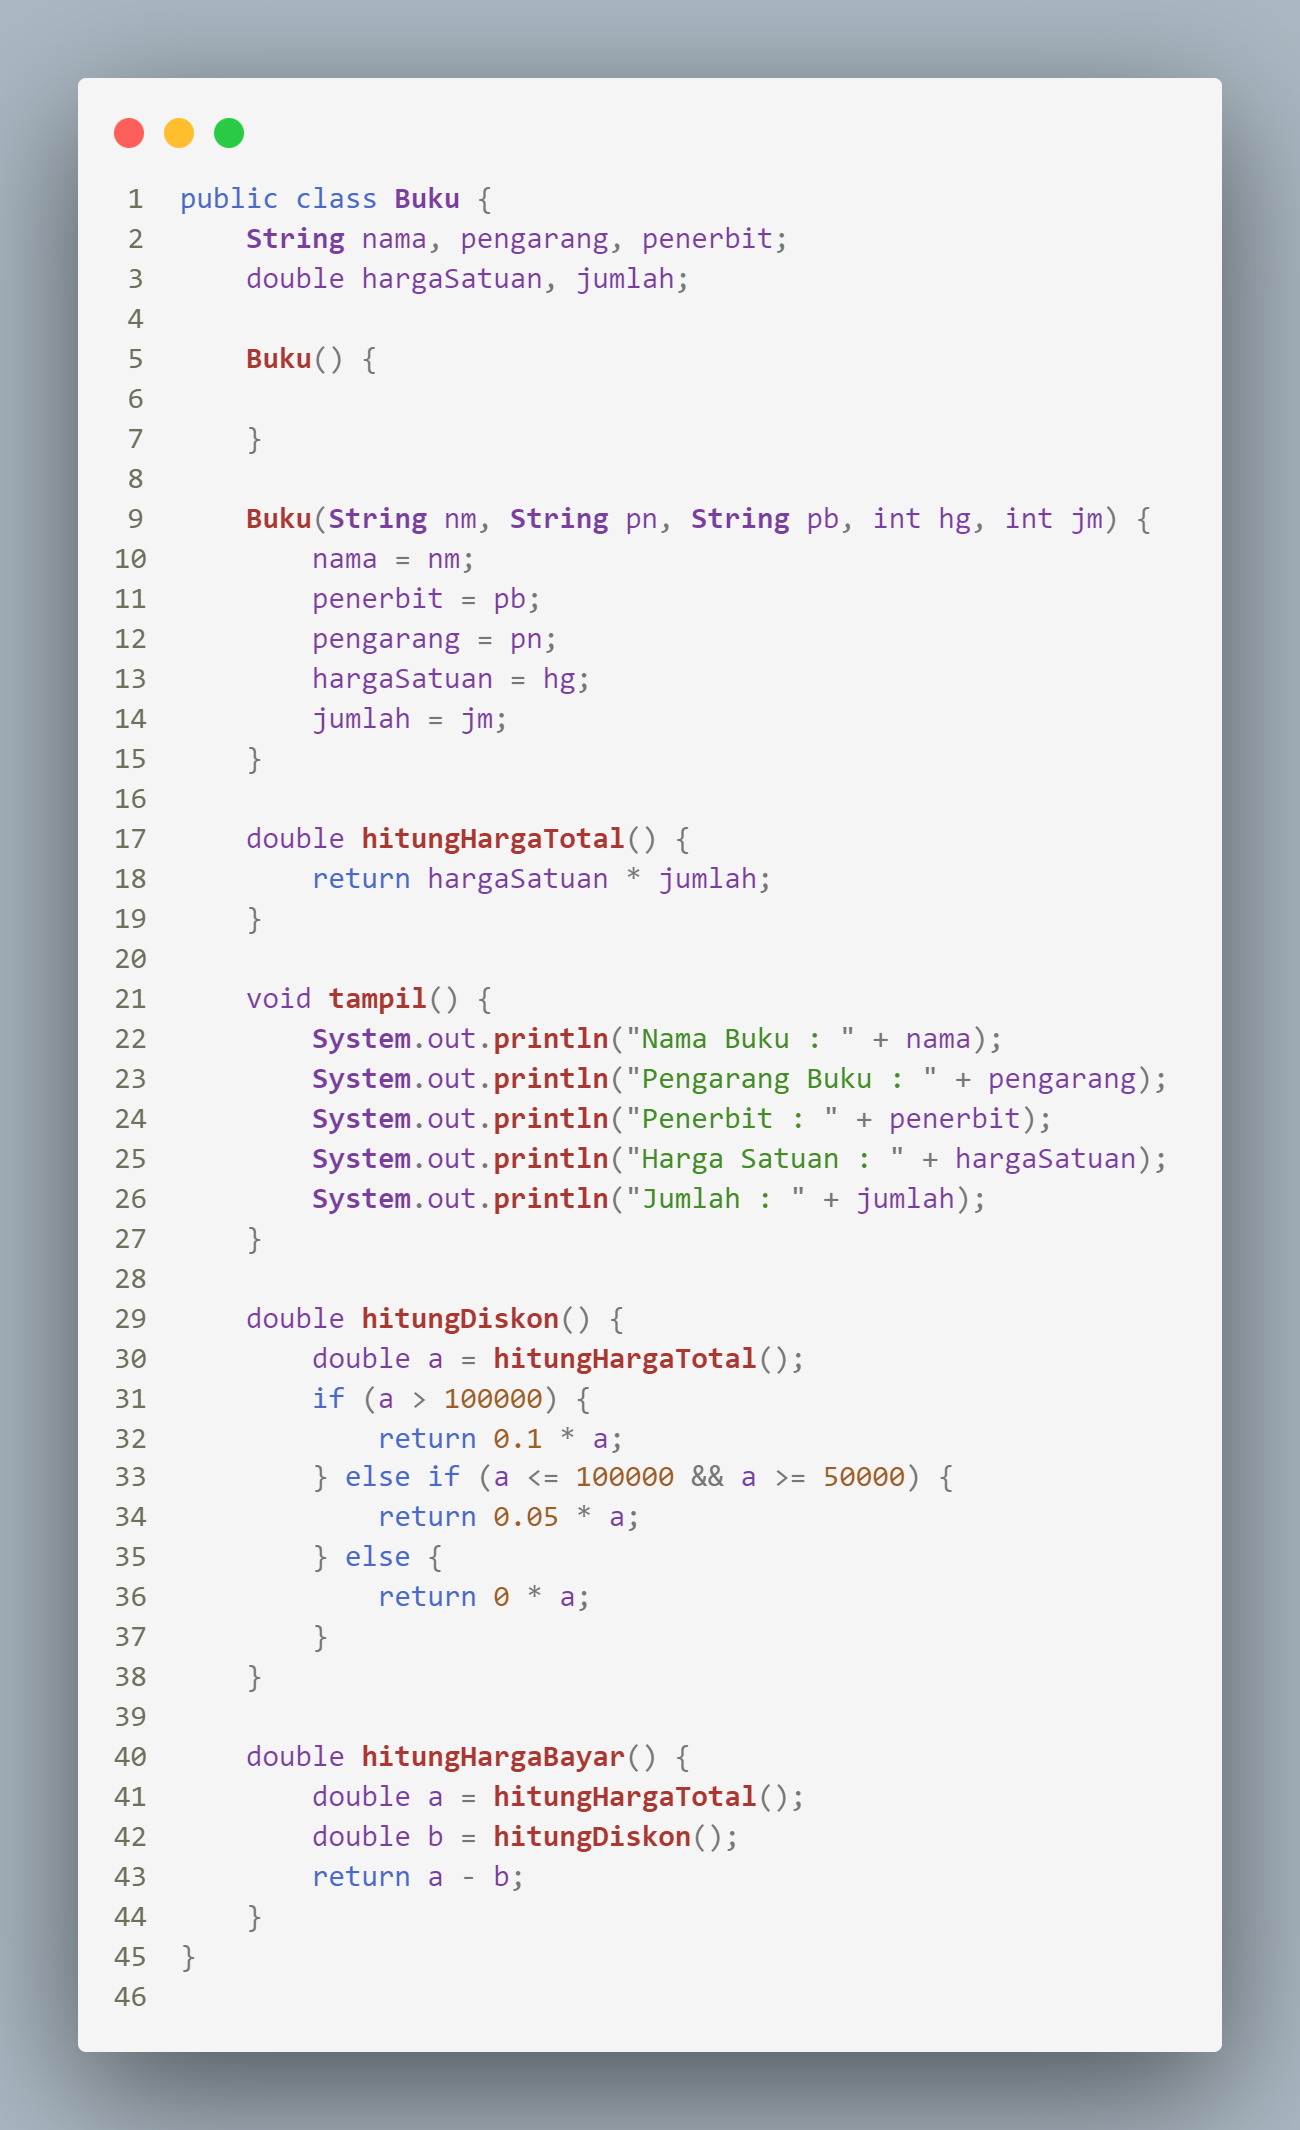 1 public class Buku {
2     String nama, pengarang, penerbit;
3     double hargaSatuan, jumlah;
4
5     Buku() {
6
7     }
8
9     Buku(String nm, String pn, String pb, int hg, int jm) {
10         nama = nm;
11         penerbit = pb;
12         pengarang = pn;
13         hargaSatuan = hg;
14         jumlah = jm;
15     }
16
17     double hitungHargaTotal() {
18         return hargaSatuan * jumlah;
19     }
20
21     void tampil() {
22         System.out.println("Nama Buku : " + nama);
23         System.out.println("Pengarang Buku : " + pengarang);
24         System.out.println("Penerbit : " + penerbit);
25         System.out.println("Harga Satuan : " + hargaSatuan);
26         System.out.println("Jumlah : " + jumlah);
27     }
28
29     double hitungDiskon() {
30         double a = hitungHargaTotal();
31         if (a > 100000) {
32             return 0.1 * a;
33         } else if (a <= 100000 && a >= 50000) {
34             return 0.05 * a;
35         } else {
36             return 0 * a;
37         }
38     }
39
40     double hitungHargaBayar() {
41         double a = hitungHargaTotal();
42         double b = hitungDiskon();
43         return a - b;
44     }
45 }
46